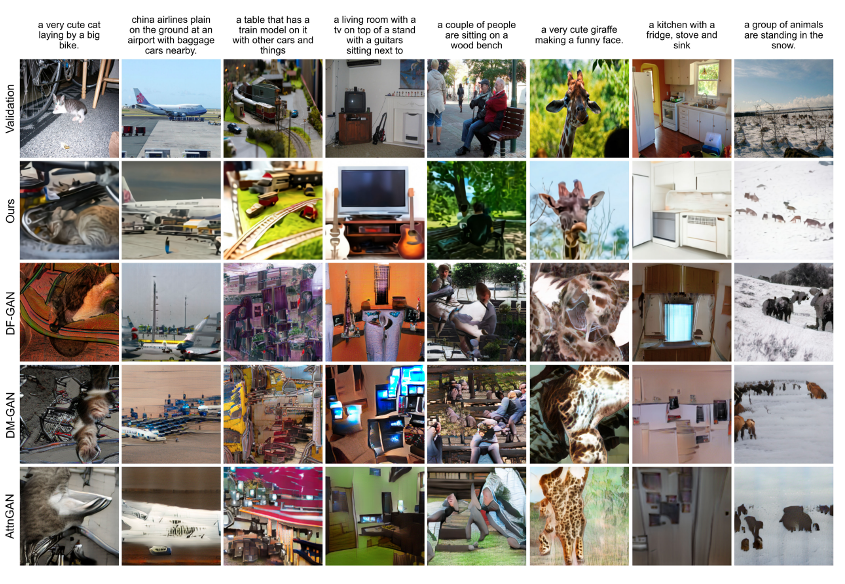 a very cute cat
laying by a big
bike.
china airlines plain
on the ground at an
airport with baggage
cars nearby.
a table that has a
train model on it
with other cars and
things
a living room with a
tv on top of a stand
with a guitars
sitting next to
a couple of people
are sitting on a
wood bench
a very cute giraffe
making a funny face.
a kitchen with a
fridge, stove and
sink
a group of animals
are standing in the
snow.
Validation
Ours
DF-GAN
DM-GAN
AttnGAN